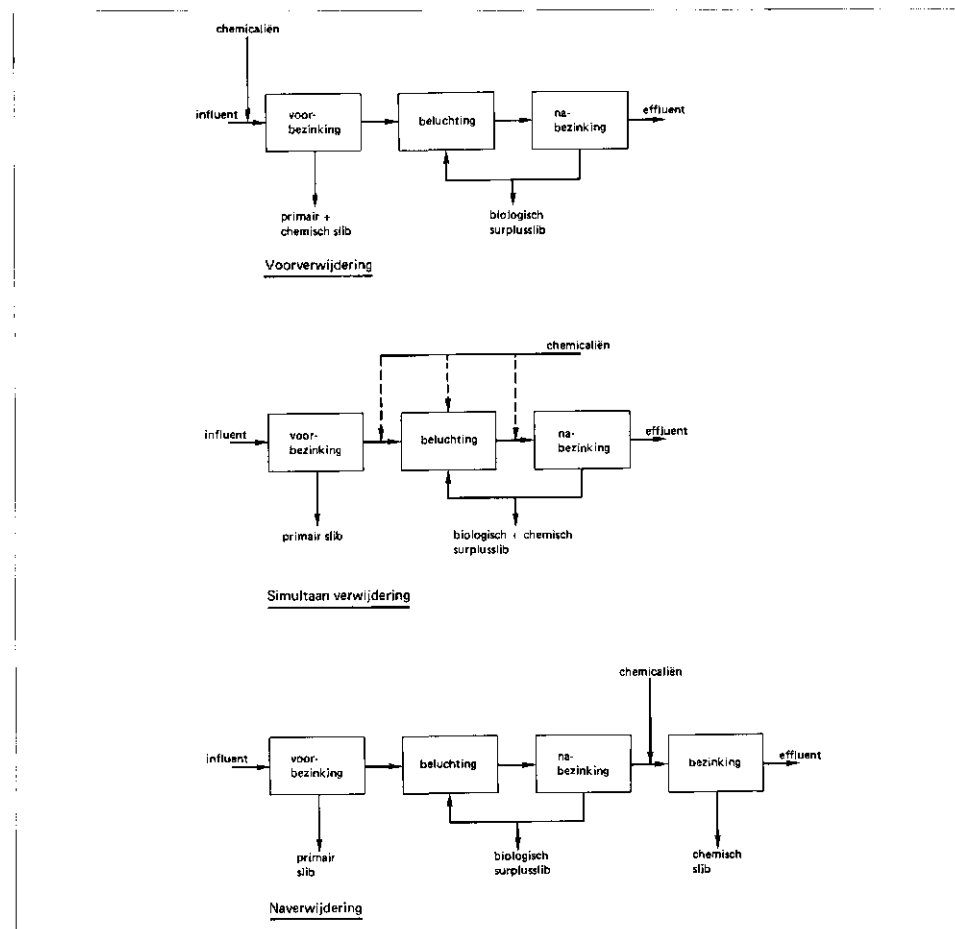 chemicaliën
influent
voor-
bezinking
beluchting
na-
bezinking
effluent
primair +
chemisch slib
biologisch
surplusslib
Voorverwijdering
chemicaliën
influent
voor-
bezinking
beluchting
na-
bezinking
effluent
primair slib
biologisch + chemisch
surplusslib
Simultaan verwijdering
chemicaliën
influent
voor-
bezinking
beluchting
na-
bezinking
bezinking
effluent
primair
slib
biologisch
surplusslib
chemisch
slib
Naverwijdering